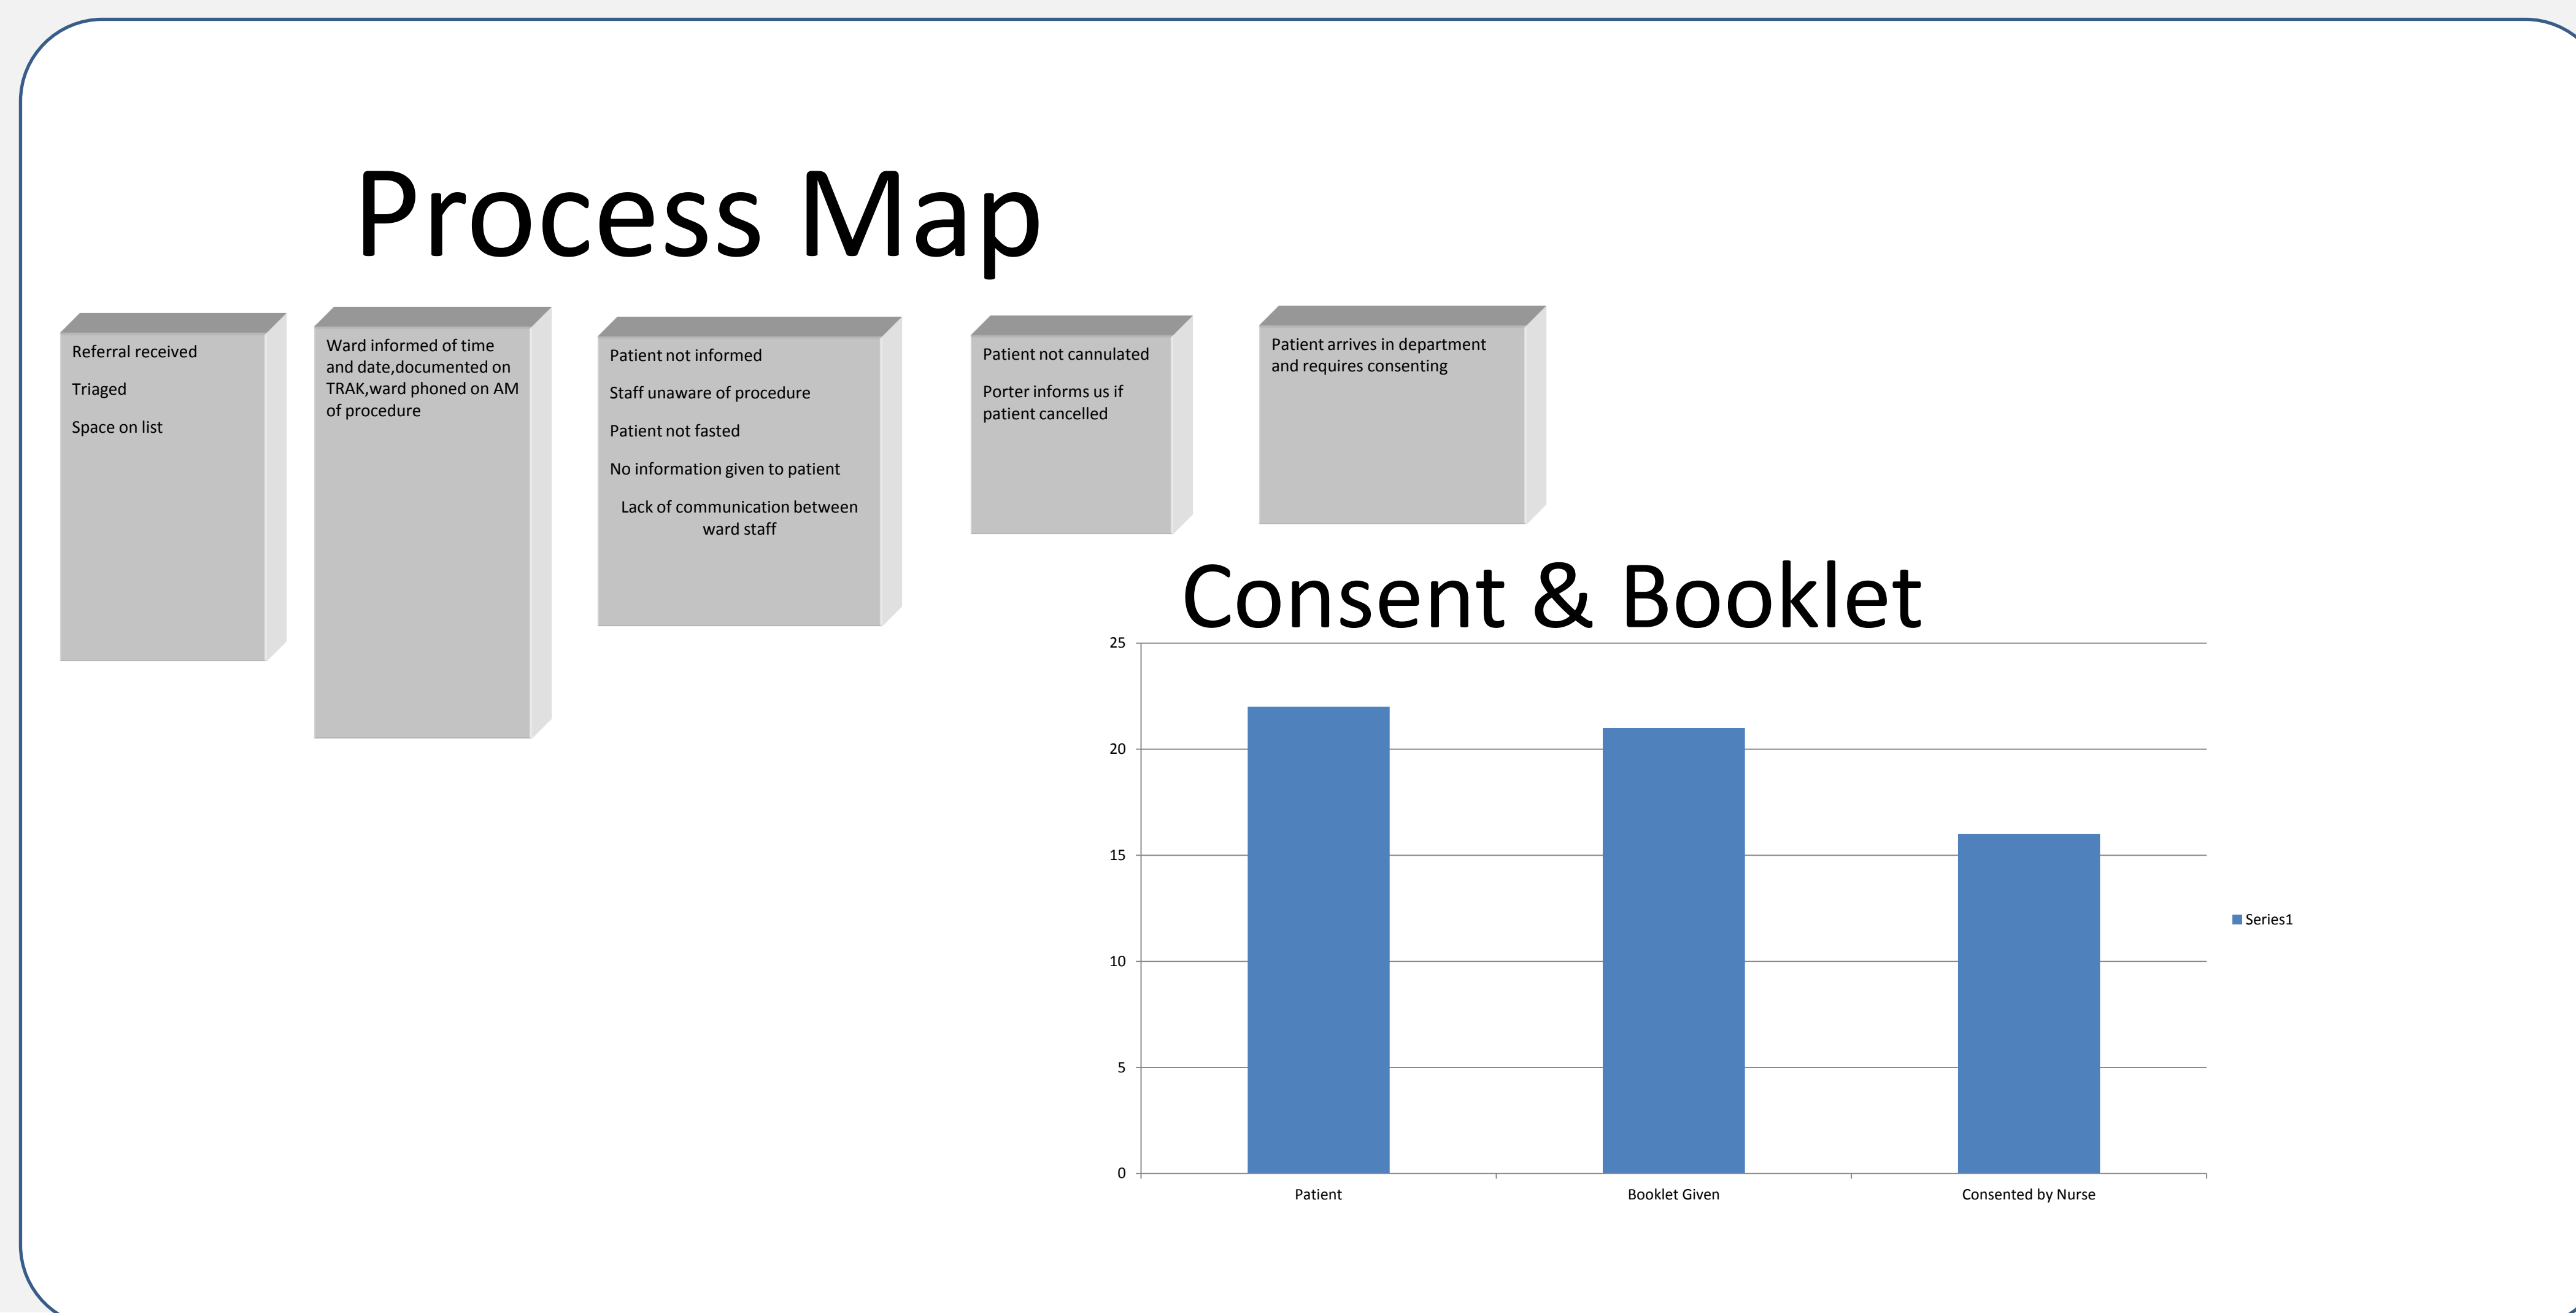 Process Map
Referral received
Triaged
Space on list
Ward informed of time
and date,documented on
TRAK,ward phoned on AM
of procedure
Patient not informed
Staff unaware of procedure
Patient not fasted
No information given to patient
Lack of communication between
ward staff
Patient not cannulated
Porter informs us if
patient cancelled
Patient arrives in department
and requires consenting
Consent & Booklet
25
20
15
10
5
0
Patient
Booklet Given
Consented by Nurse
Series1